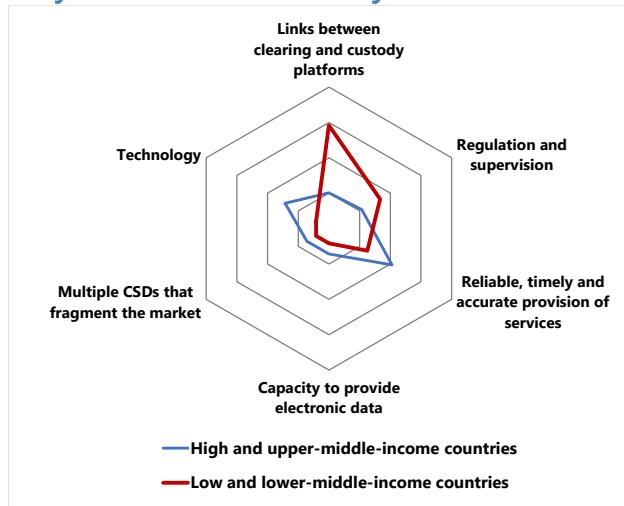 Links between
clearing and custody
platforms
Technology
Regulation and
supervision
Multiple CSDs that
fragment the market
Reliable, timely and
accurate provision of
services
Capacity to provide
electronic data
High and upper-middle-income countries
Low and lower-middle-income countries